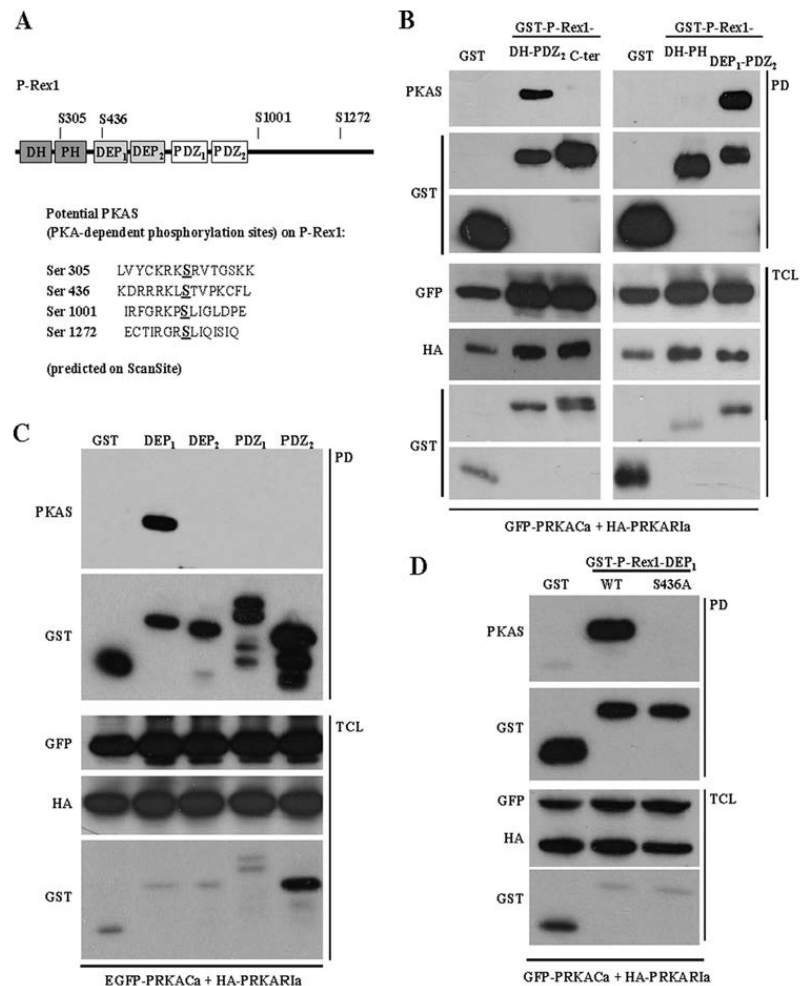 A
P-Rex1
S305 S436 S1001 S1272
DH PH DEP1 DEP2 PDZ1 PDZ2
Potential PKAS
(PKA-dependent phosphorylation sites) on P-Rex1:
Ser 305 LVYCKRKSRVTGSKK
Ser 436 KDRRRKLSTVPKCFL
Ser 1001 IRFGRKPSLIGLDPE
Ser 1272 ECTIRGRSLIQISIQ
(predicted on ScanSite)
B
GST-P-Rex1- GST-P-Rex1-
GST DH-PDZ2 C-ter GST DH-PH DEP1-PDZ2
PKAS
PD
GST
GFP
TCL
HA
GST
GFP-PRKACa + HA-PRKARIa
C
GST DEP1 DEP2 PDZ1 PDZ2
PD
PKAS
GST
GFP
TCL
HA
GST
EGFP-PRKACa + HA-PRKARIa
D
GST-P-Rex1-DEP1
GST WT S436A
PD
PKAS
GST
GFP
TCL
HA
GST
GFP-PRKACa + HA-PRKARIa